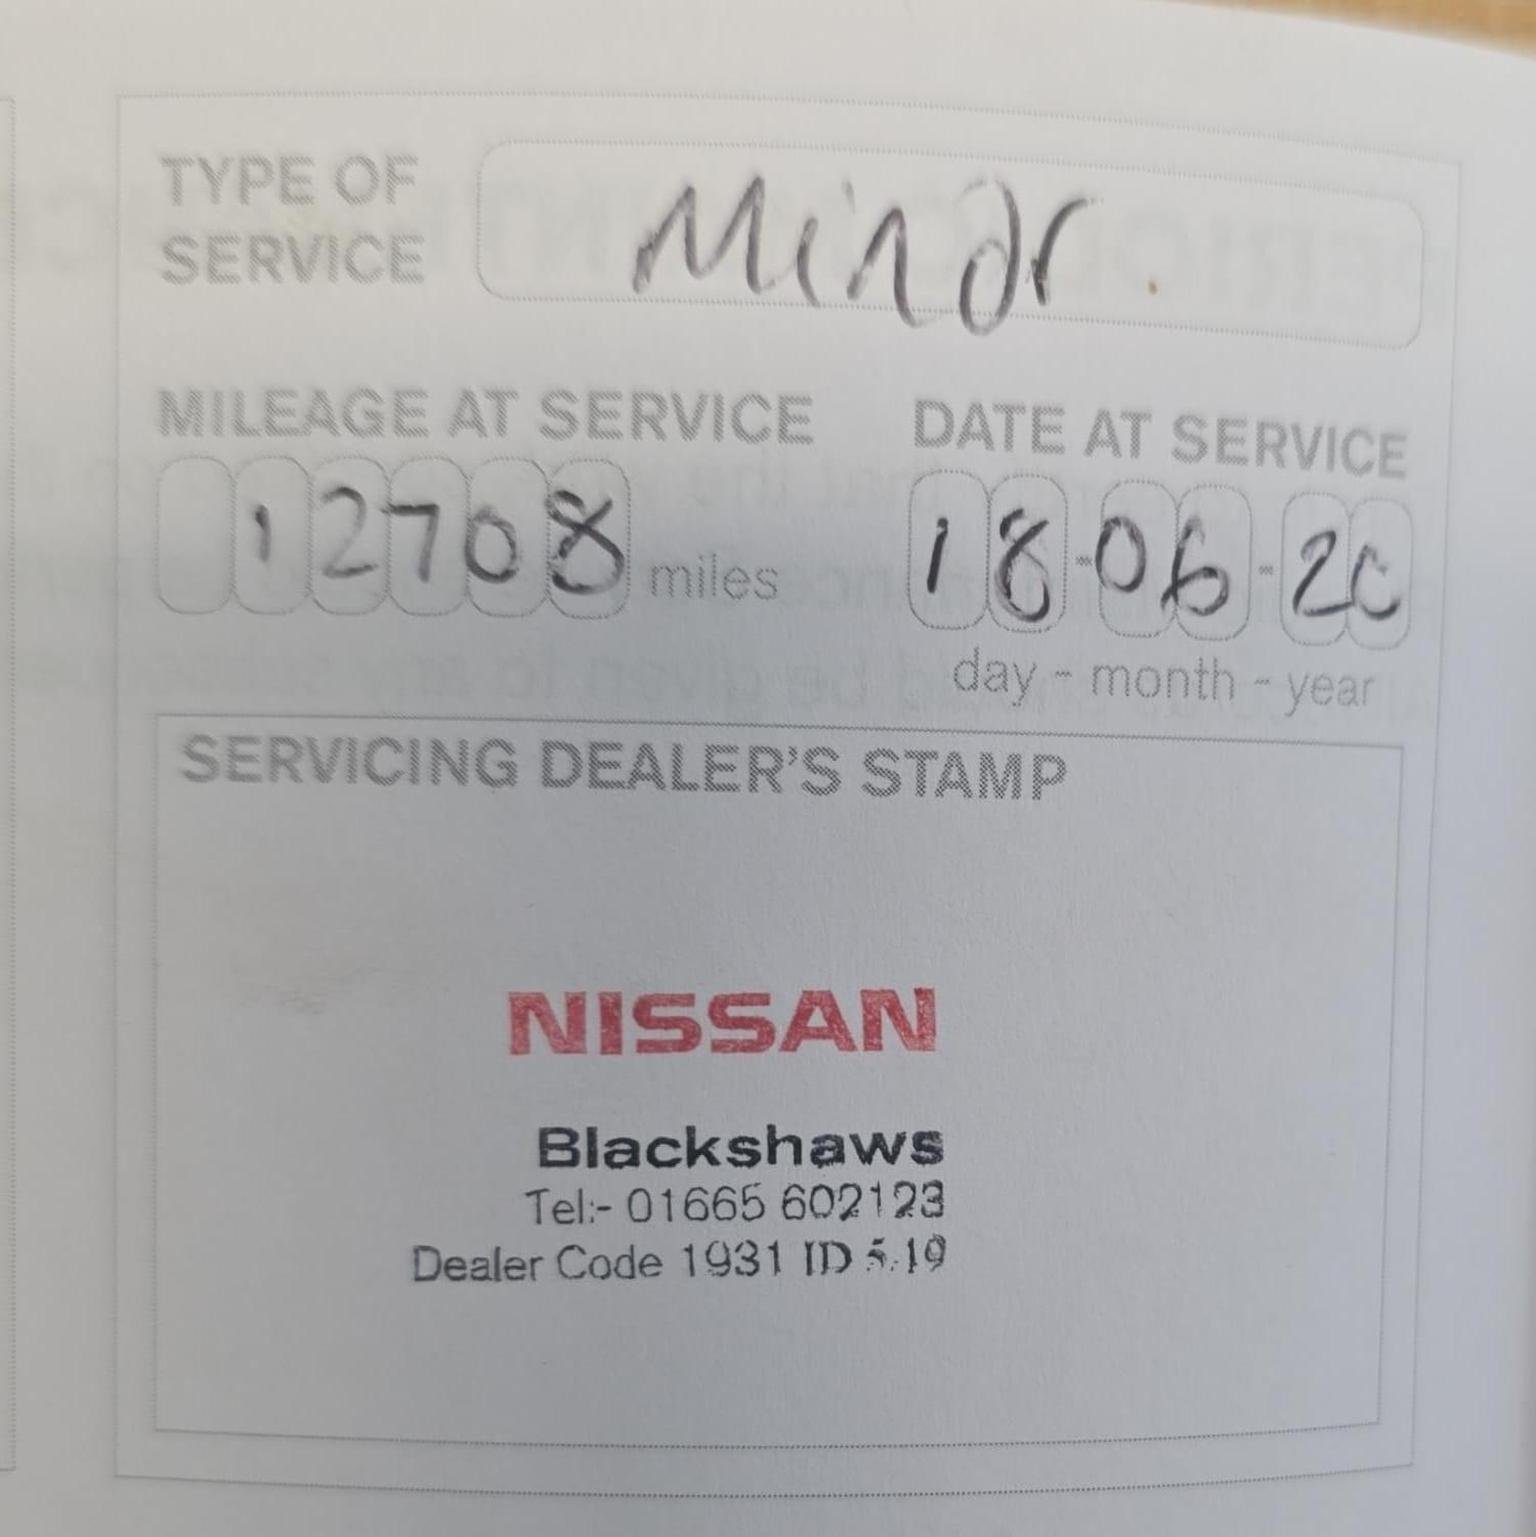 TYPE OF
SERVICE
Minor
MILEAGE AT SERVICE
12708 miles
DATE AT SERVICE
18-06-20
day - month - year
SERVICING DEALER'S STAMP
NISSAN
Blackshaws
Tel:- 01665 602123
Dealer Code 1931 ID 5.19